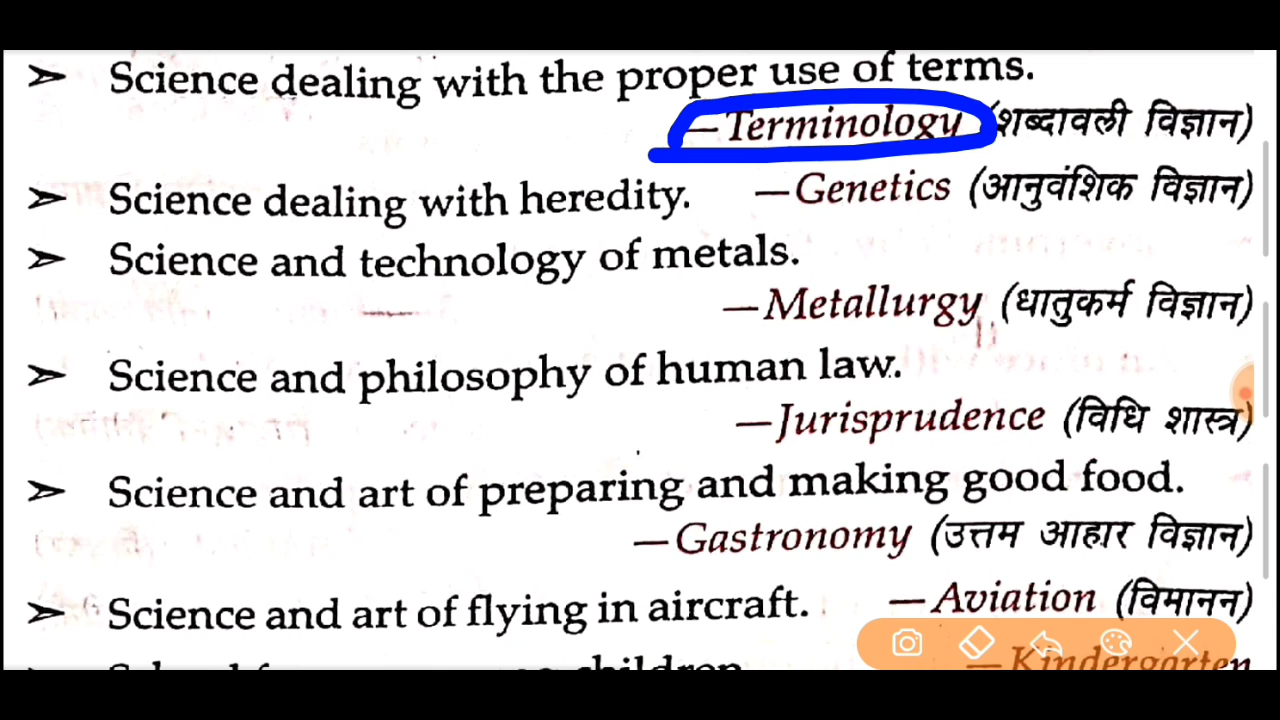 ➢ Science dealing with the proper use of terms.
—Terminology (शब्दावली विज्ञान)
➢ Science dealing with heredity. —Genetics (आनुवंशिक विज्ञान)
➢ Science and technology of metals.
—Metallurgy (धातुकर्म विज्ञान)
➢ Science and philosophy of human law.
—Jurisprudence (विधि शास्त्र)
➢ Science and art of preparing and making good food.
—Gastronomy (उत्तम आहार विज्ञान)
➢ Science and art of flying in aircraft. —Aviation (विमानन)
children —Kindergarten